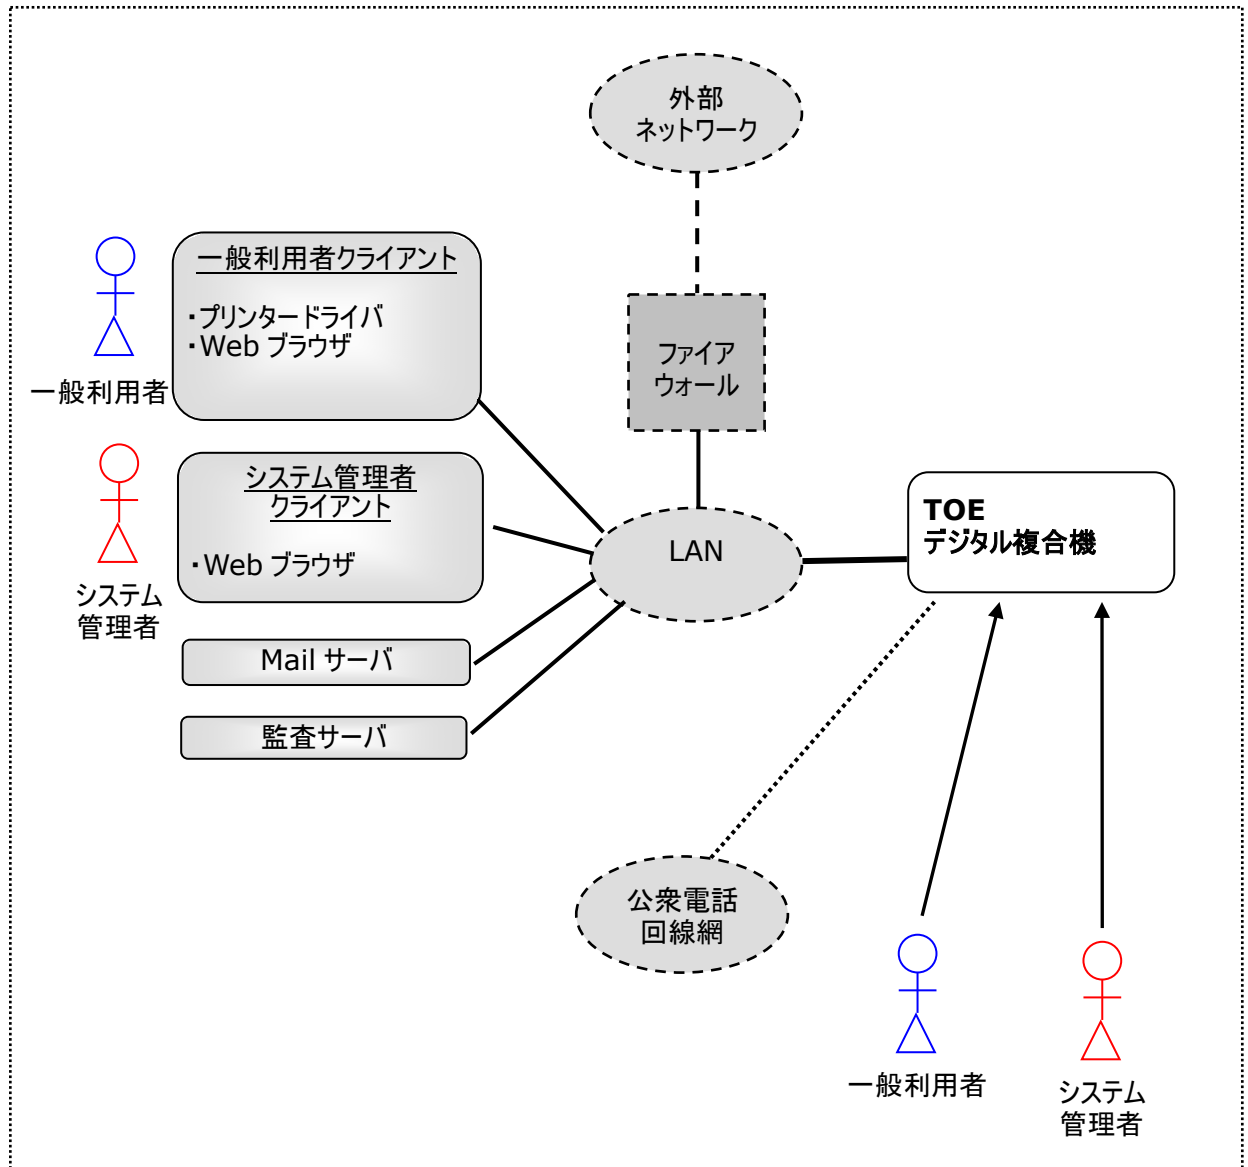 外部
ネットワーク
一般利用者クライアント
・プリンタードライバ
・Web ブラウザ
一般利用者
ファイア
ウォール
システム管理者
クライアント
・Web ブラウザ
システム
管理者
LAN
TOE
デジタル複合機
Mail サーバ
監査サーバ
公衆電話
回線網
一般利用者
システム
管理者